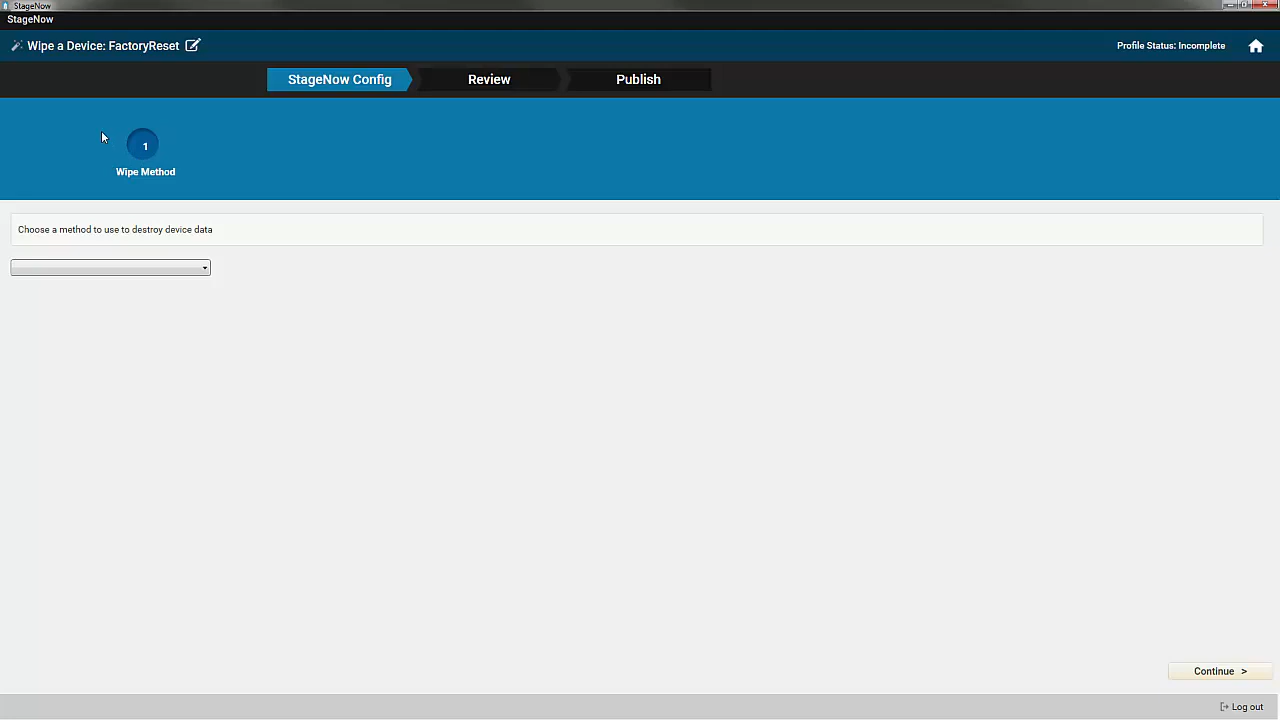 StageNow
StageNow
Wipe a Device: FactoryReset
Profile Status: Incomplete
StageNow Config
Review
Publish
1
Wipe Method
Choose a method to use to destroy device data
Continue >
Log out